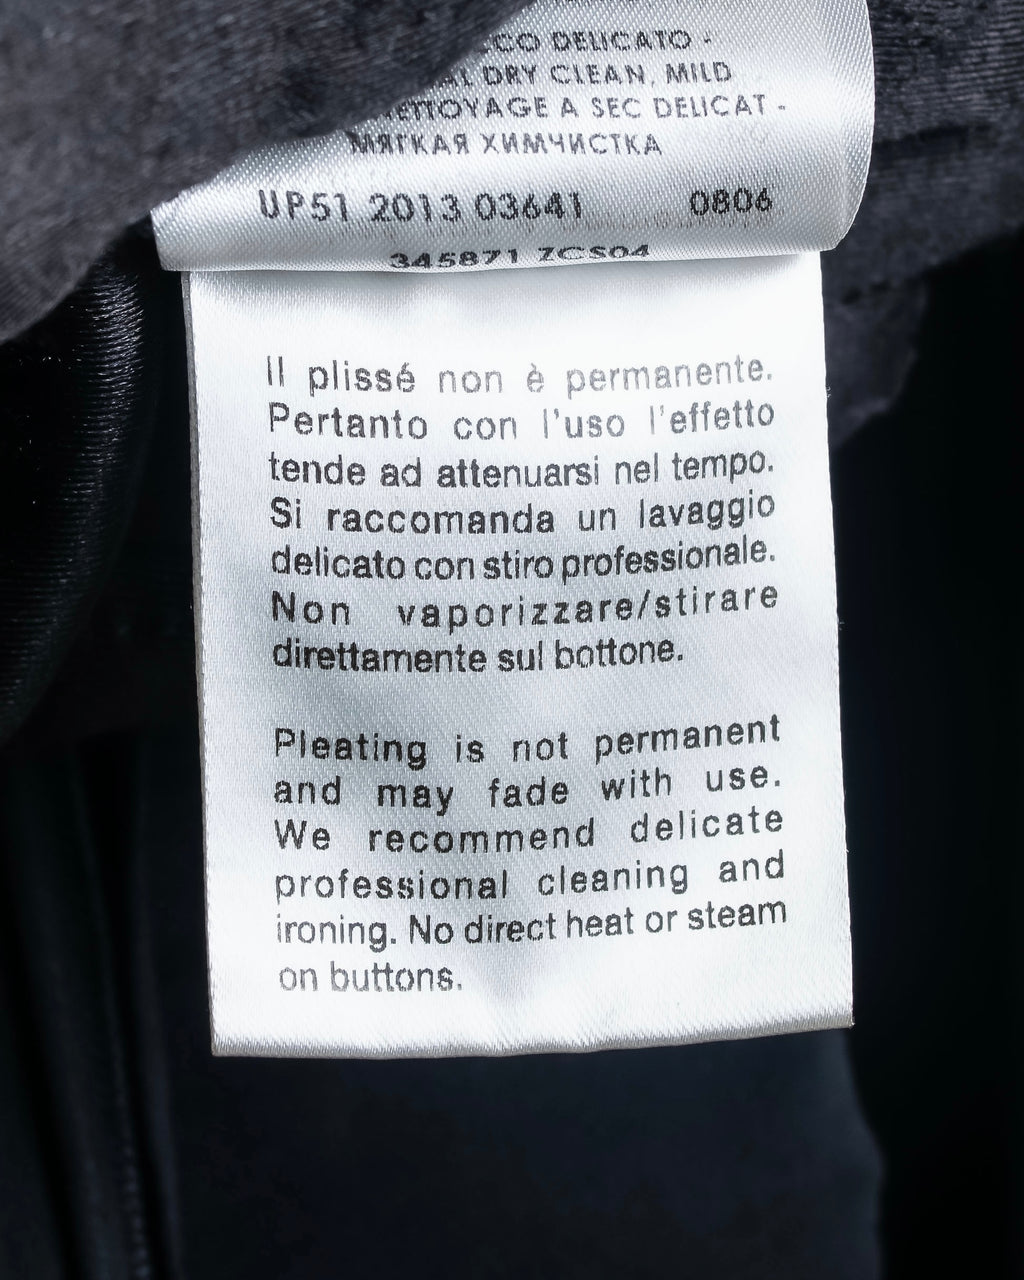 DELICATO -
DRY CLEAN, MILD
NETTOYAGE A SEC DELICAT -
МЯГКАЯ ХИМЧИСТКА
UP51 2013 03641 0806
345871 ZCS04
Il plissé non è permanente.
Pertanto con l'uso l'effetto
tende ad attenuarsi nel tempo.
Si raccomanda un lavaggio
delicato con stiro professionale.
Non vaporizzare/stirare
direttamente sul bottone.
Pleating is not permanent
and may fade with use.
We recommend delicate
professional cleaning and
ironing. No direct heat or steam
on buttons.